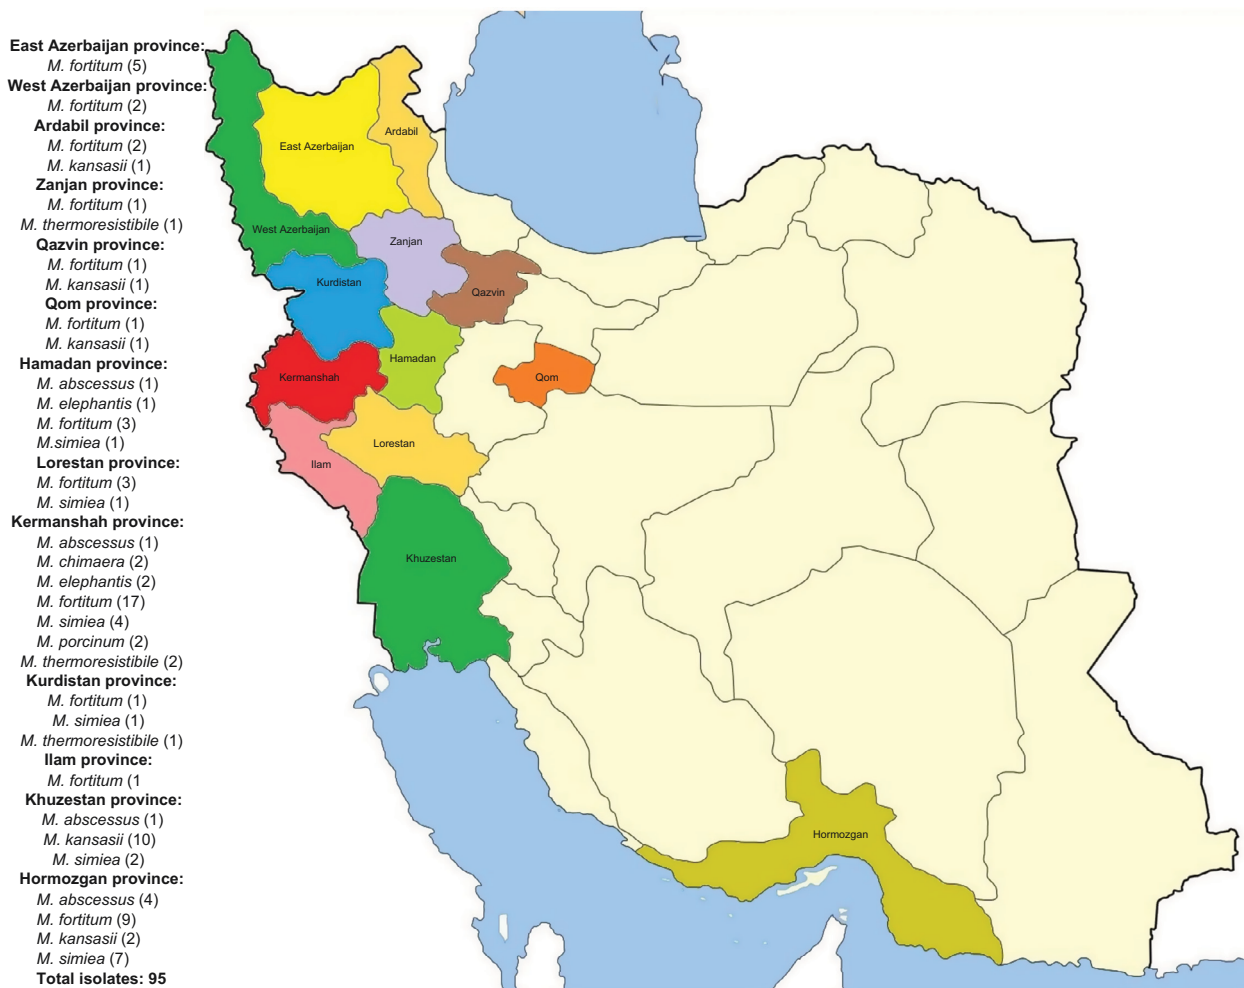 East Azerbaijan province:
M. fortitum (5)
West Azerbaijan province:
M. fortitum (2)
Ardabil province:
M. fortitum (2)
M. kansasii (1)
Zanjan province:
M. fortitum (1)
M. thermoresistibile (1)
Qazvin province:
M. fortitum (1)
M. kansasii (1)
Qom province:
M. fortitum (1)
M. kansasii (1)
Hamadan province:
M. abscessus (1)
M. elephantis (1)
M. fortitum (3)
M.simiea (1)
Lorestan province:
M. fortitum (3)
M. simiea (1)
Kermanshah province:
M. abscessus (1)
M. chimaera (2)
M. elephantis (2)
M. fortitum (17)
M. simiea (4)
M. porcinum (2)
M. thermoresistibile (2)
Kurdistan province:
M. fortitum (1)
M. simiea (1)
M. thermoresistibile (1)
Ilam province:
M. fortitum (1
Khuzestan province:
M. abscessus (1)
M. kansasii (10)
M. simiea (2)
Hormozgan province:
M. abscessus (4)
M. fortitum (9)
M. kansasii (2)
M. simiea (7)
Total isolates: 95
Ardabil
East Azerbaijan
West Azerbaijan
Zanjan
Kurdistan
Qazvin
Hamadan
Kermanshah
Qom
Lorestan
Ilam
Khuzestan
Hormozgan